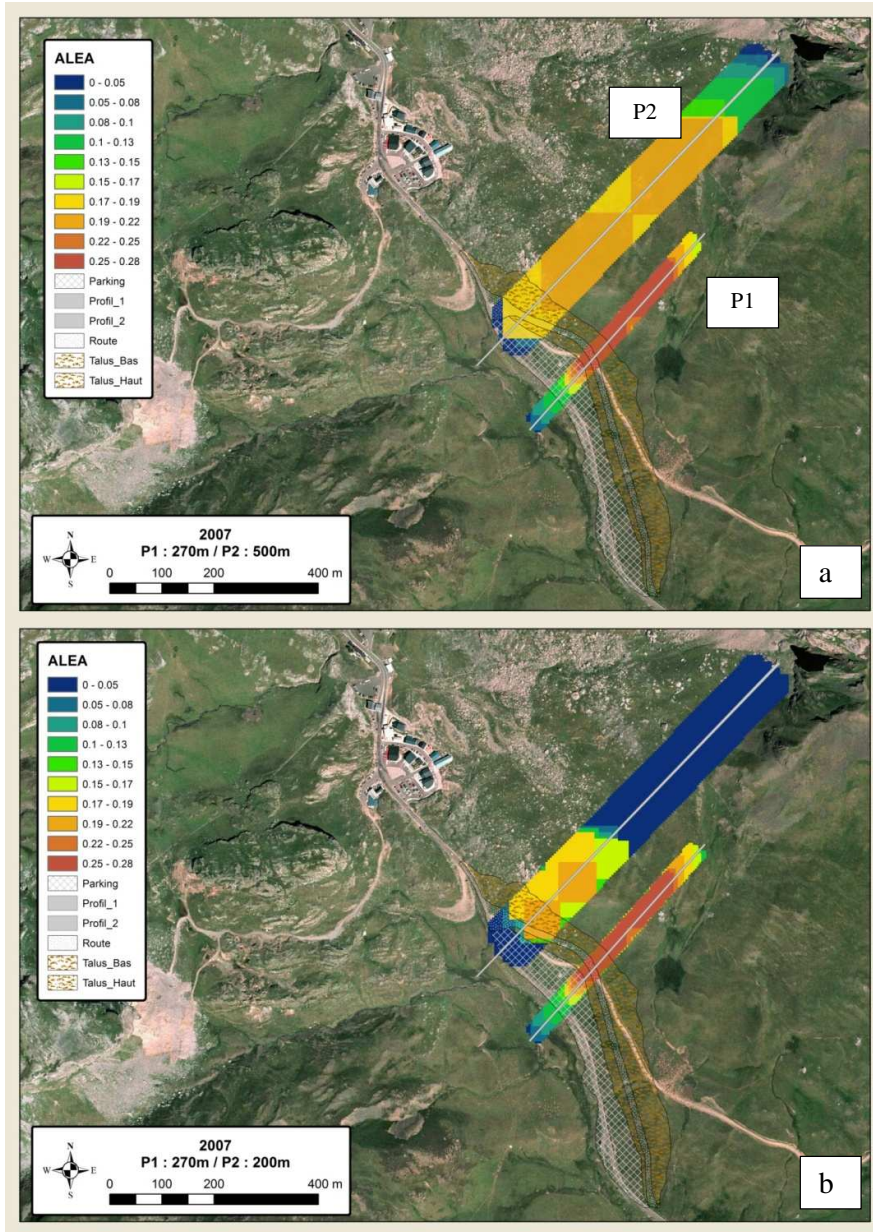 ALEA
0 - 0.05
0.05 - 0.08
0.08 - 0.1
0.1 - 0.13
0.13 - 0.15
0.15 - 0.17
0.17 - 0.19
0.19 - 0.22
0.22 - 0.25
0.25 - 0.28
Parking
Profil_1
Profil_2
Route
Talus_Bas
Talus_Haut
P2
P1
2007
P1 : 270m / P2 : 500m
N
W E
S
0 100 200 400 m
a
ALEA
0 - 0.05
0.05 - 0.08
0.08 - 0.1
0.1 - 0.13
0.13 - 0.15
0.15 - 0.17
0.17 - 0.19
0.19 - 0.22
0.22 - 0.25
0.25 - 0.28
Parking
Profil_1
Profil_2
Route
Talus_Bas
Talus_Haut
2007
P1 : 270m / P2 : 200m
N
W E
S
0 100 200 400 m
b